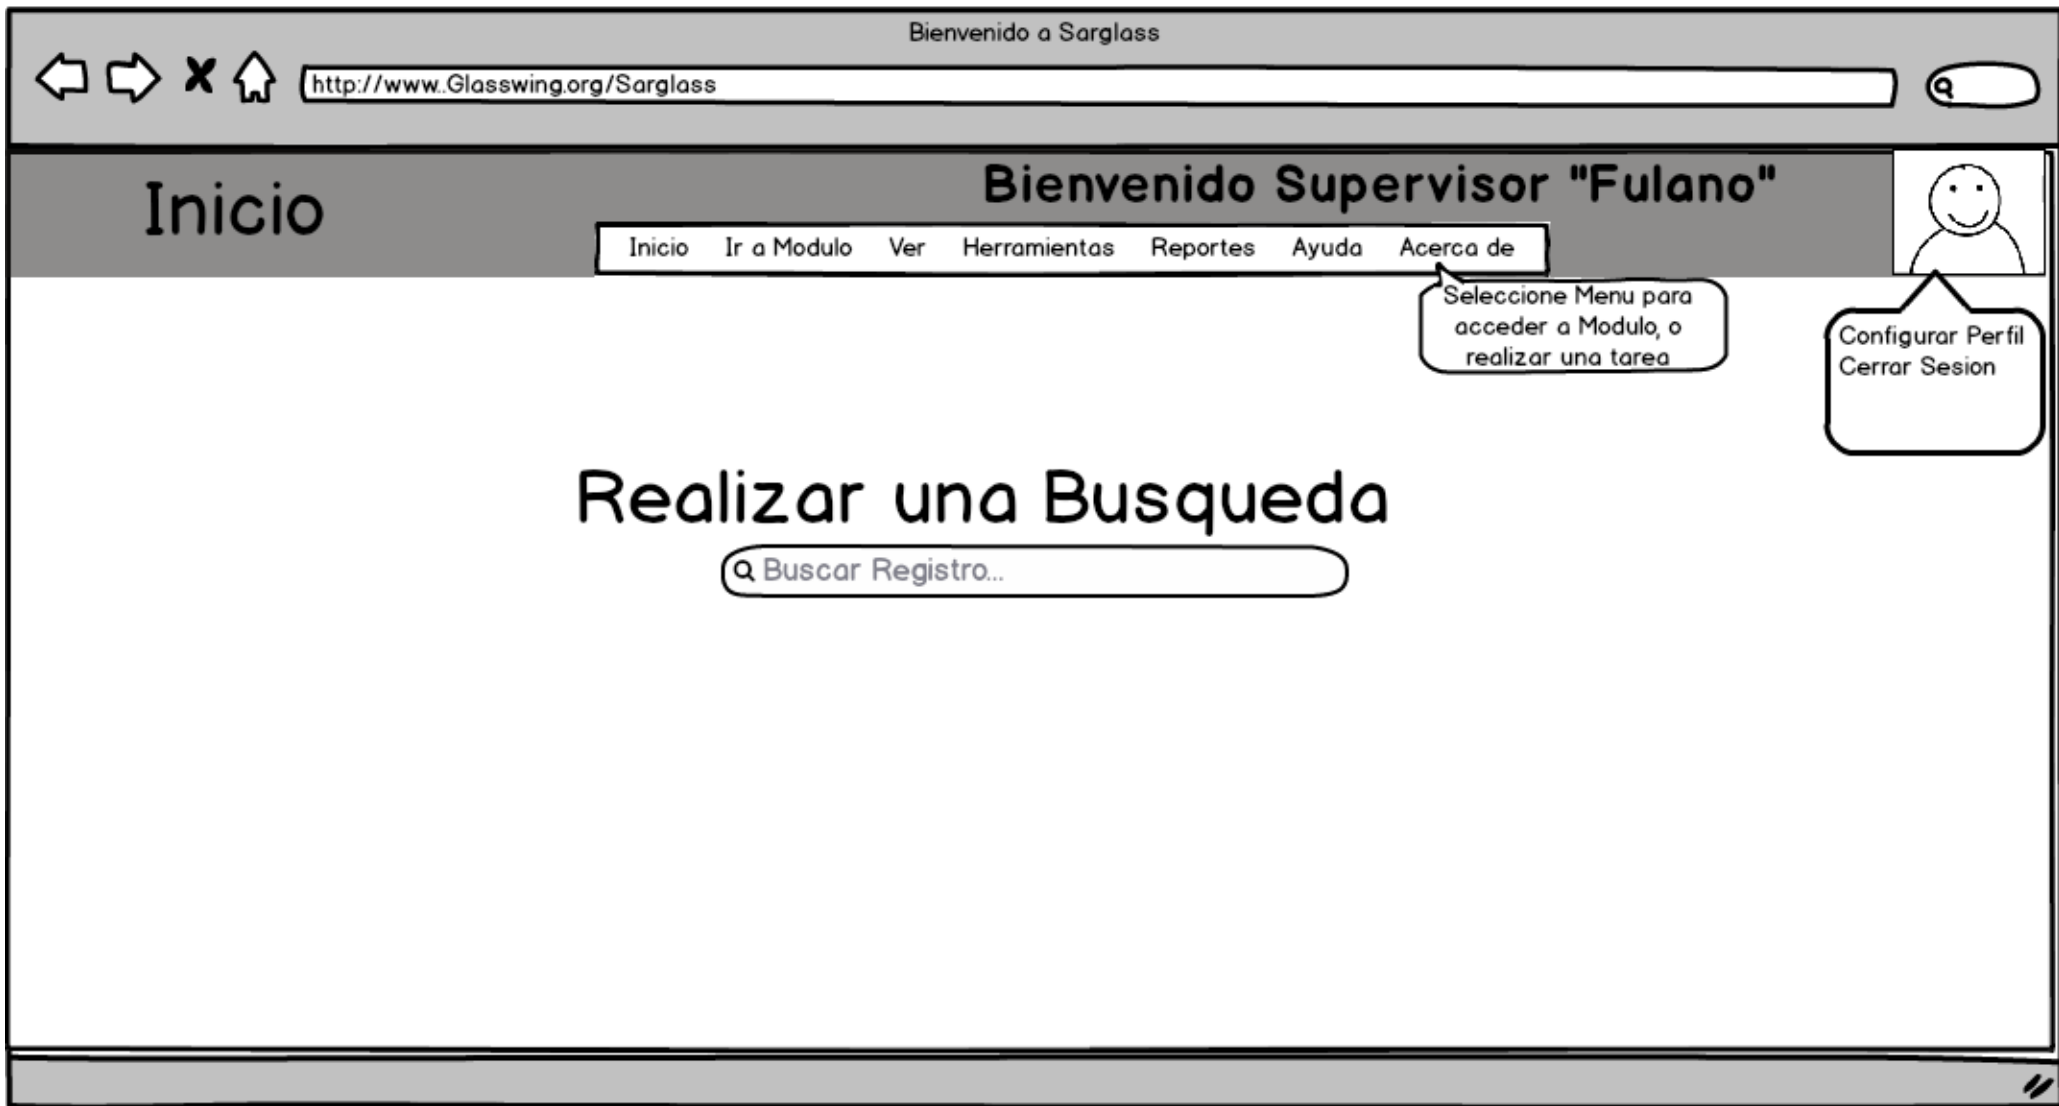 Bienvenido a Sarglass
http://www..Glasswing.org/Sarglass
Inicio
Bienvenido Supervisor "Fulano"
Inicio Ir a Modulo Ver Herramientas Reportes Ayuda Acerca de
Seleccione Menu para
acceder a Modulo, o
realizar una tarea
Configurar Perfil
Cerrar Sesion
Realizar una Busqueda
Buscar Registro...